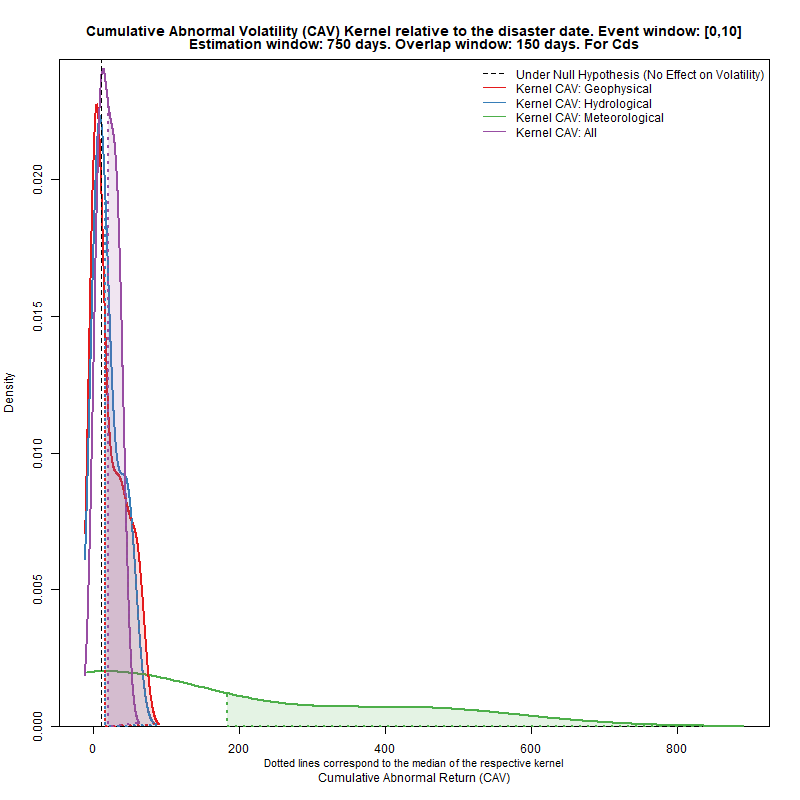 Cumulative Abnormal Volatility (CAV) Kernel relative to the disaster date. Event window: [0,10]
Estimation window: 750 days. Overlap window: 150 days. For Cds
Under Null Hypothesis (No Effect on Volatility)
Kernel CAV: Geophysical
Kernel CAV: Hydrological
Kernel CAV: Meteorological
Kernel CAV: All
0.020
0.015
0.010
0.005
0.000
Density
0 200 400 600 800
Dotted lines correspond to the median of the respective kernel
Cumulative Abnormal Return (CAV)